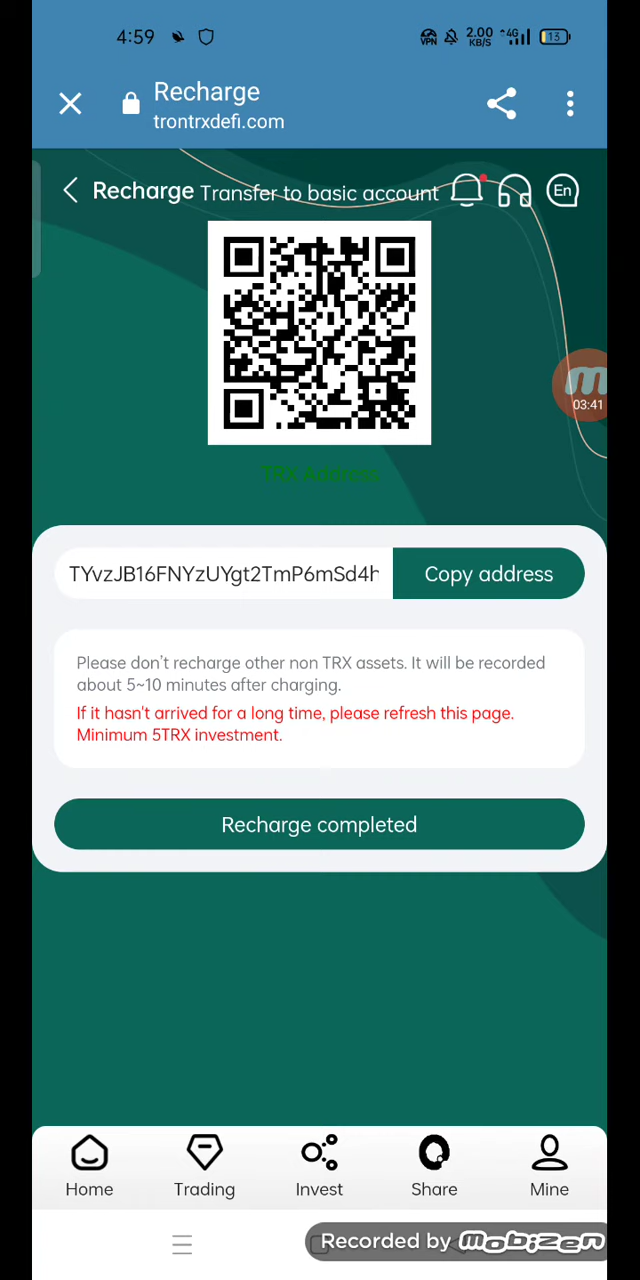 4:59
VPN 2.00 KB/S 4G 13
Recharge
trontrxdefi.com
Recharge Transfer to basic account En
03:41
TRX Address
TYvzJB16FNYzUYgt2TmP6mSd4h
Copy address
Please don't recharge other non TRX assets. It will be recorded
about 5~10 minutes after charging.
If it hasn't arrived for a long time, please refresh this page.
Minimum 5TRX investment.
Recharge completed
Home Trading Invest Share Mine
Recorded by mobizen